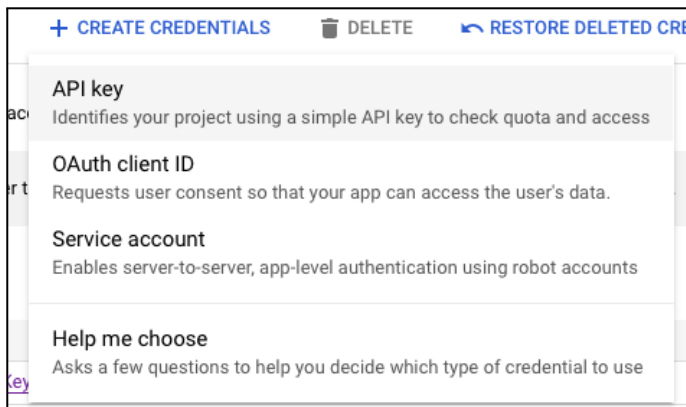 + CREATE CREDENTIALS DELETE RESTORE DELETED CRE
API key
Identifies your project using a simple API key to check quota and access
OAuth client ID
Requests user consent so that your app can access the user's data.
Service account
Enables server-to-server, app-level authentication using robot accounts
Help me choose
Asks a few questions to help you decide which type of credential to use